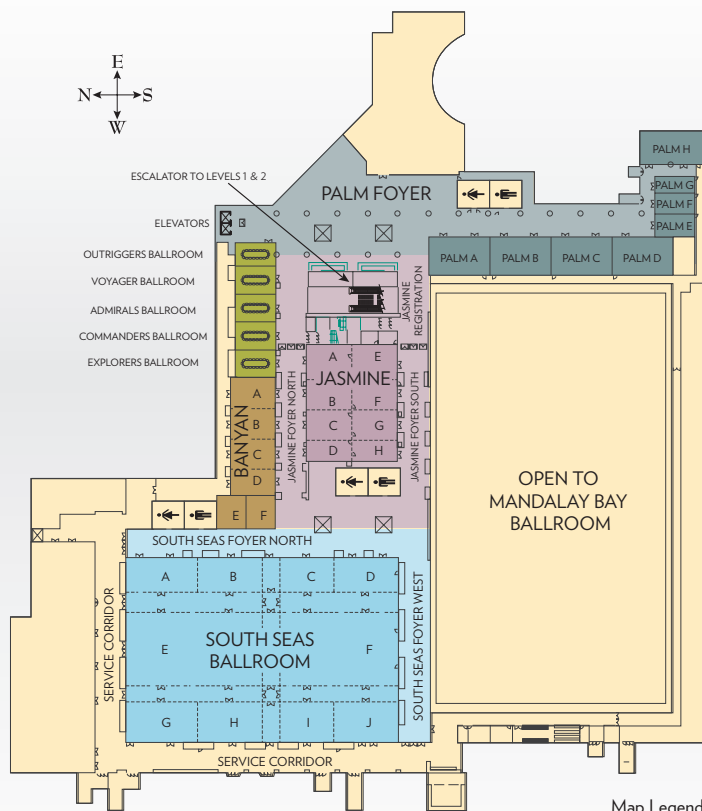 E
N
S
W
PALM H
ESCALATOR TO LEVELS 1 & 2
PALM FOYER
PALM G
PALM F
PALM E
ELEVATORS
OUTRIGGERS BALLROOM
VOYAGER BALLROOM
ADMIRALS BALLROOM
COMMANDERS BALLROOM
EXPLORERS BALLROOM
PALM A
PALM B
PALM C
PALM D
JASMINE
REGISTRATION
A
E
JASMINE
B
F
C
G
D
H
JASMINE FOYER NORTH
JASMINE FOYER SOUTH
BANYAN
A
B
C
D
E
F
OPEN TO
MANDALAY BAY
BALLROOM
SOUTH SEAS FOYER NORTH
A
B
C
D
E
SOUTH SEAS
BALLROOM
F
G
H
I
J
SERVICE CORRIDOR
SOUTH SEAS FOYER WEST
SERVICE CORRIDOR
Map Legend